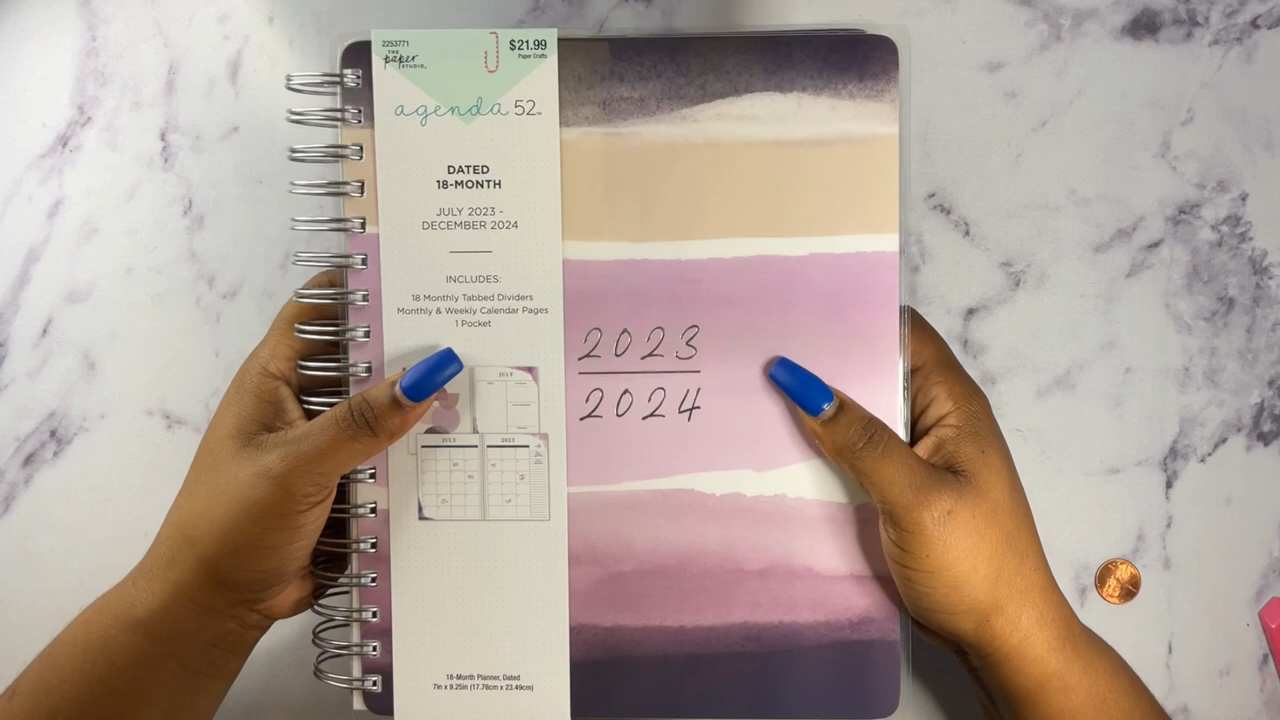 2253771
THE
paper
STUDIO
$21.99
Paper Crafts
agenda 52
DATED
18-MONTH
JULY 2023 -
DECEMBER 2024
INCLUDES:
18 Monthly Tabbed Dividers
Monthly & Weekly Calendar Pages
1 Pocket
JULY
JULY 2023
18-Month Planner, Dated
7in x 9.25in (17.78cm x 23.49cm)
2023
2024